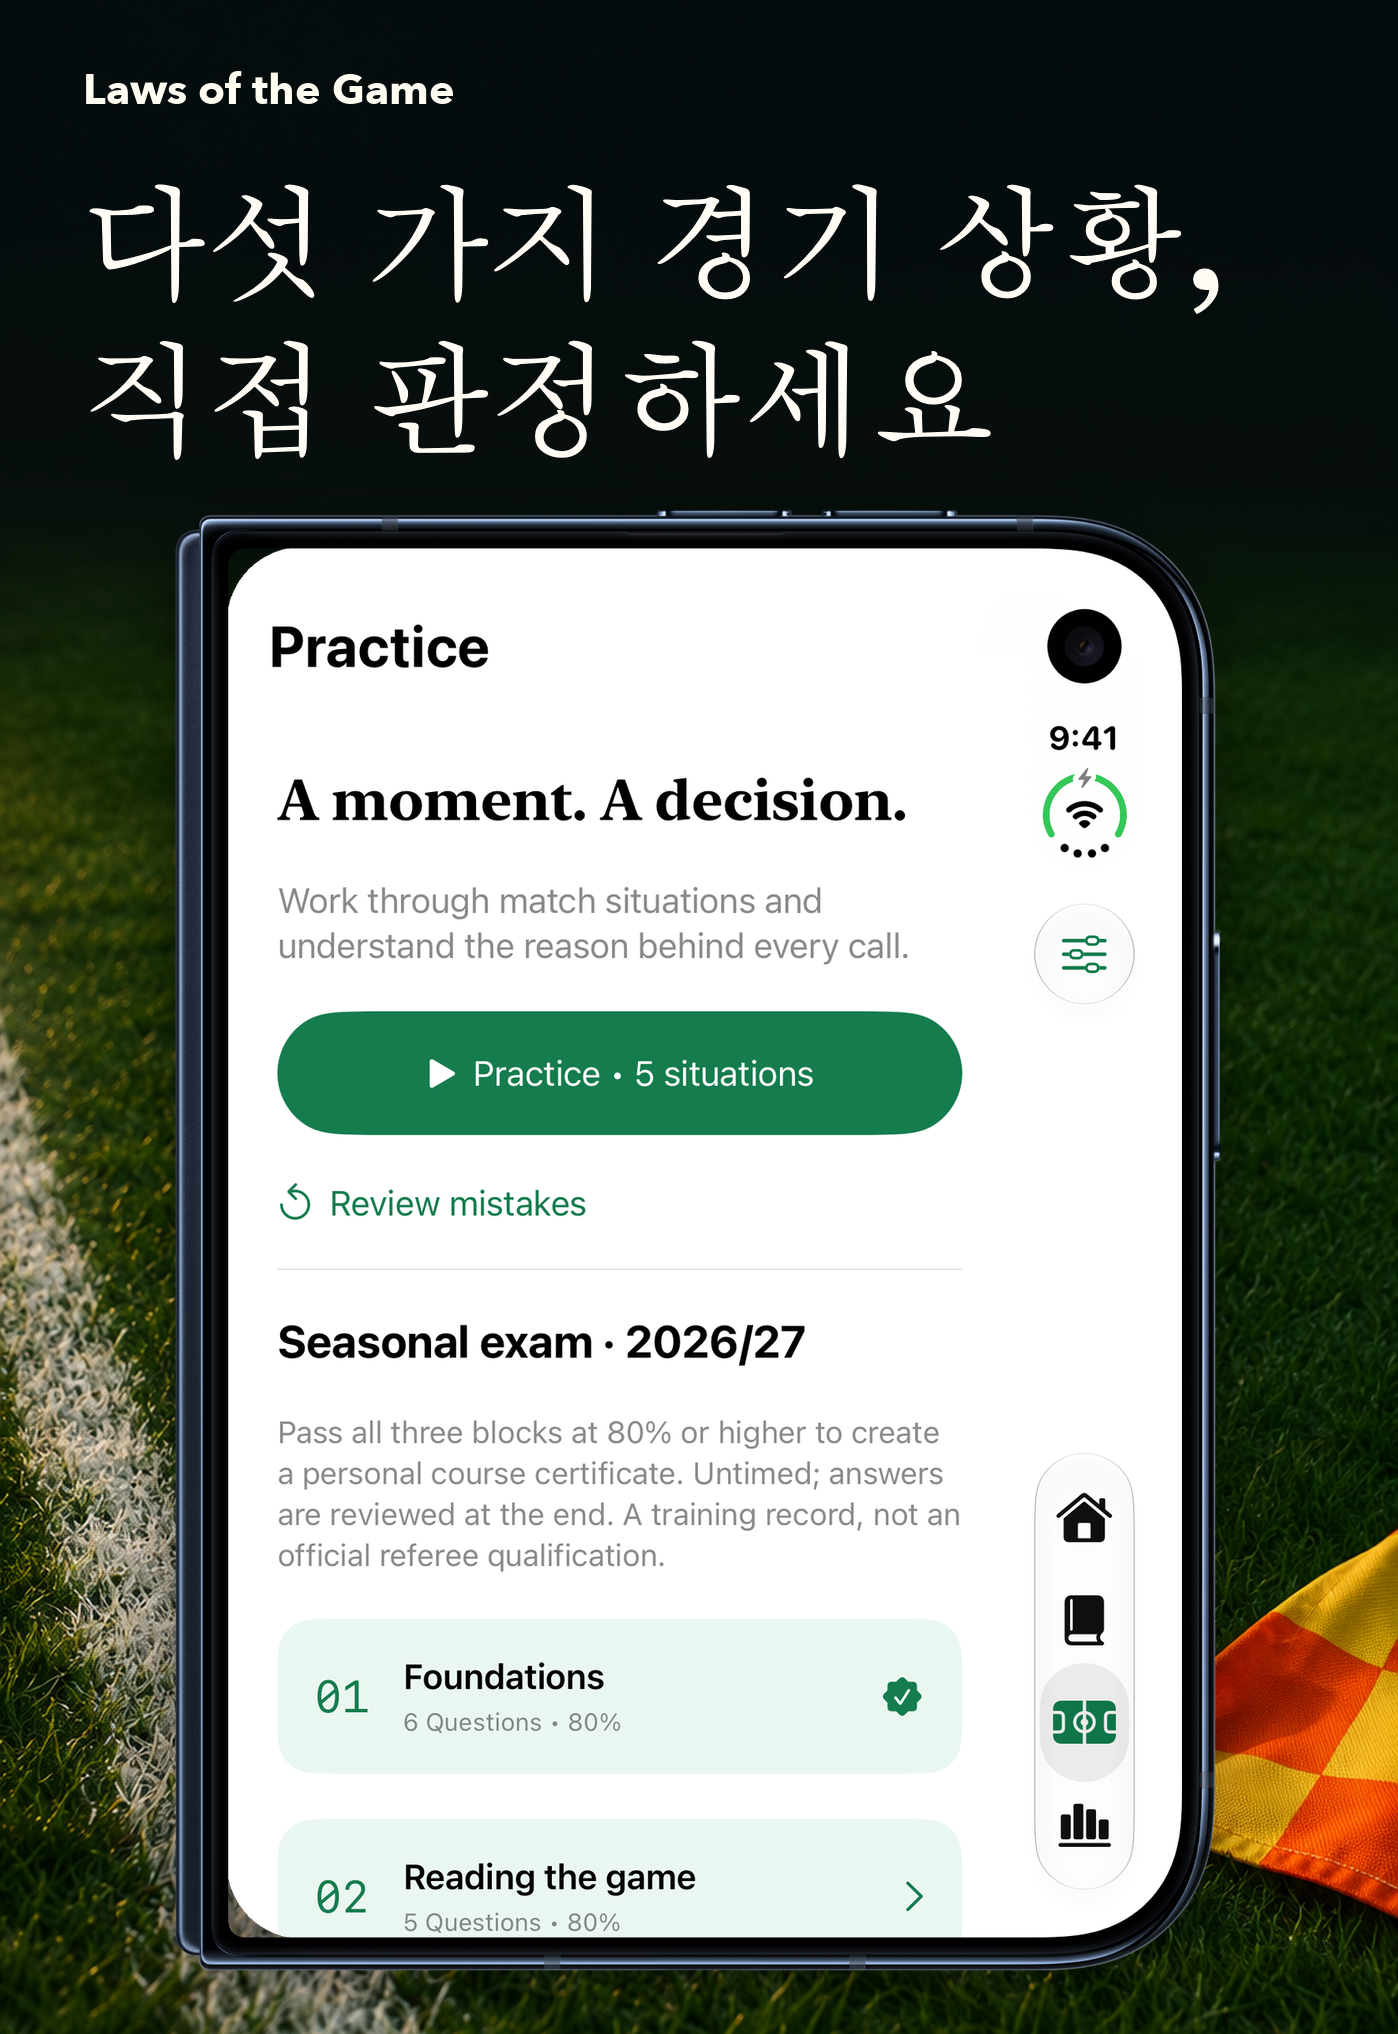 Laws of the Game
다섯 가지 경기 상황,
직접 판정하세요
Practice
9:41
A moment. A decision.
Work through match situations and
understand the reason behind every call.
Practice • 5 situations
Review mistakes
Seasonal exam · 2026/27
Pass all three blocks at 80% or higher to create
a personal course certificate. Untimed; answers
are reviewed at the end. A training record, not an
official referee qualification.
01
Foundations
6 Questions • 80%
02
Reading the game
5 Questions • 80%